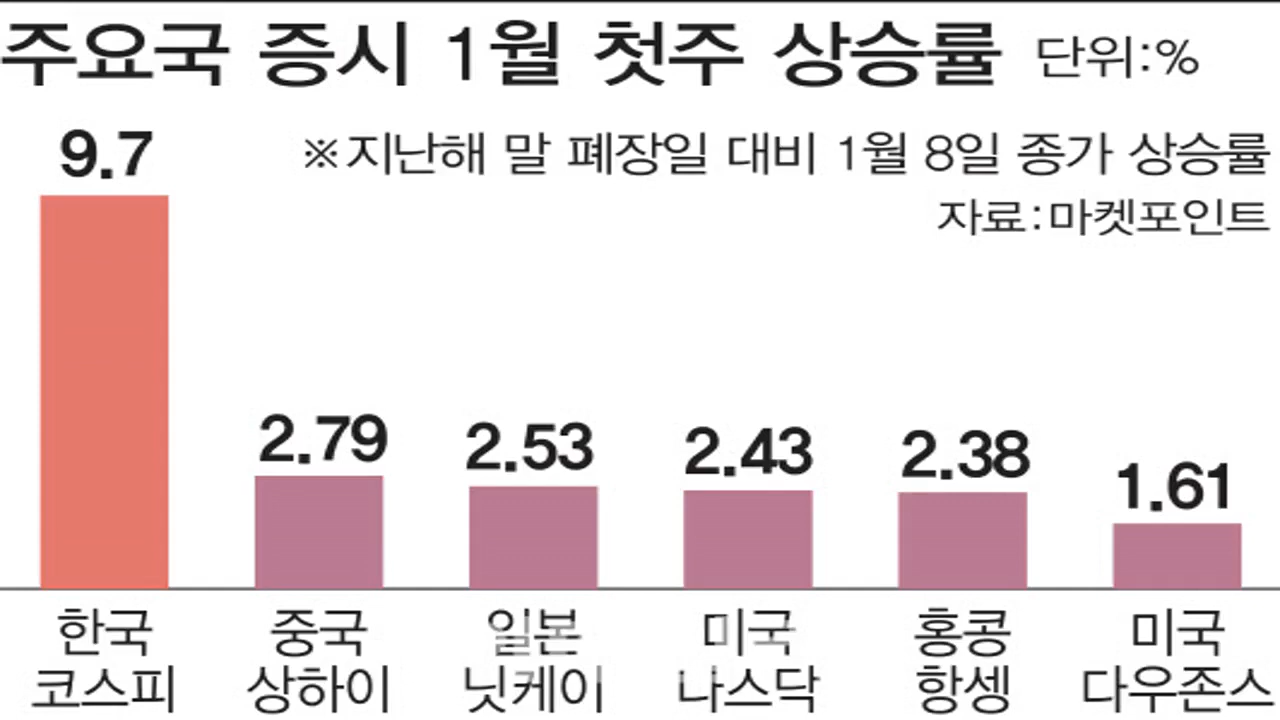 주요국 증시 1월 첫주 상승률 단위:%
※지난해 말 폐장일 대비 1월 8일 종가 상승률
자료:마켓포인트
9.7
2.79
2.53
2.43
2.38
1.61
한국
코스피
중국
상하이
일본
닛케이
미국
나스닥
홍콩
항셍
미국
다우존스